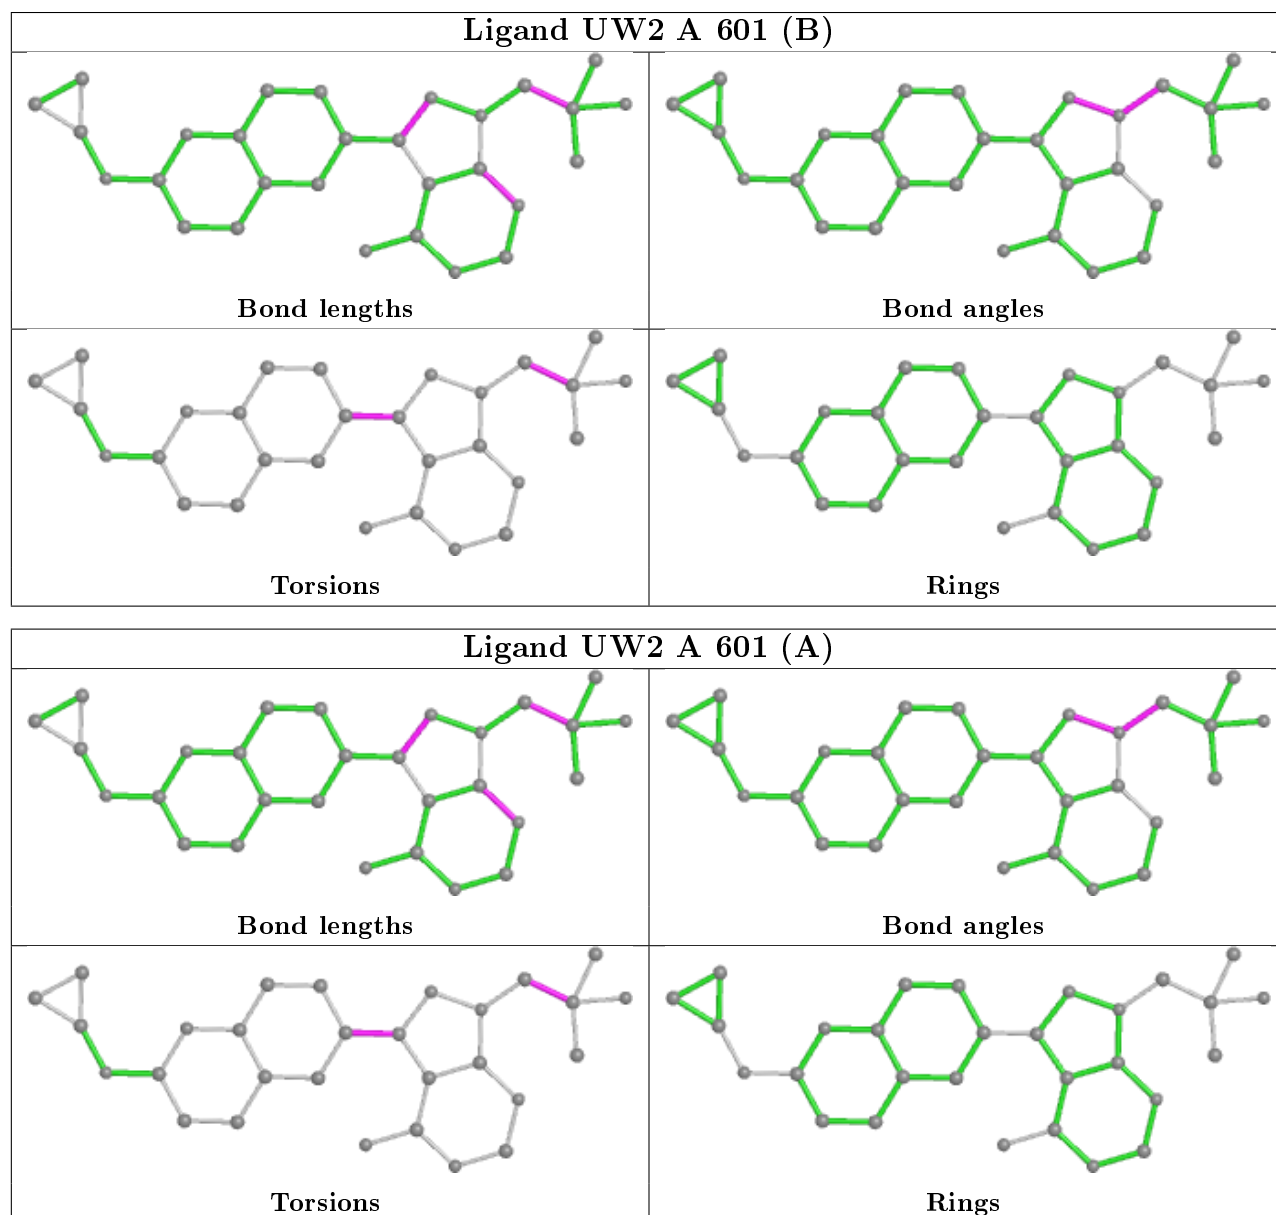 Ligand UW2 A 601 (B)
Bond lengths
Bond angles
Torsions
Rings
Ligand UW2 A 601 (A)
Bond lengths
Bond angles
Torsions
Rings